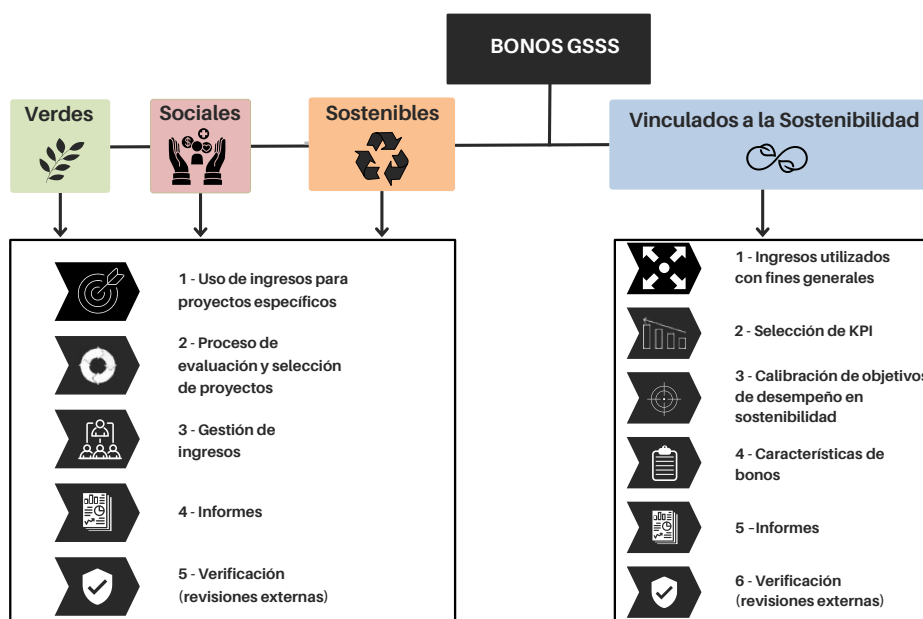 BONOS GSSS
Verdes
Sociales
Sostenibles
Vinculados a la Sostenibilidad
1 - Uso de ingresos para
proyectos específicos
2 - Proceso de
evaluación y selección
de proyectos
3 - Gestión de
ingresos
4 - Informes
5 - Verificación
(revisiones externas)
1 - Ingresos utilizados
con fines generales
2 - Selección de KPI
3 - Calibración de objetivos
de desempeño en
sostenibilidad
4 - Características de
bonos
5 -Informes
6 - Verificación
(revisiones externas)